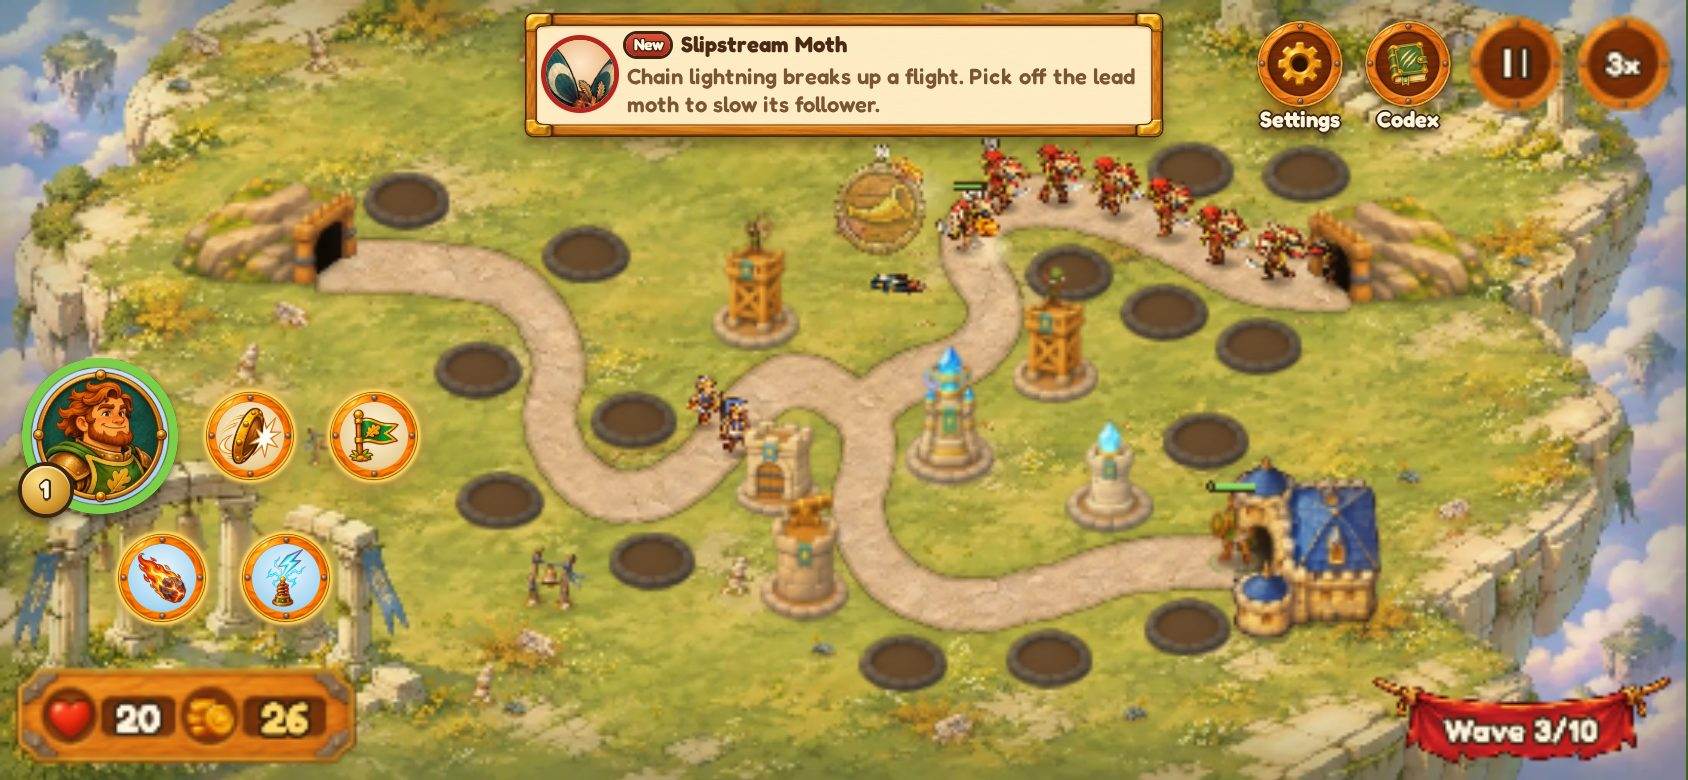 New Slipstream Moth
Chain lightning breaks up a flight. Pick off the lead
moth to slow its follower.
3x
Settings
Codex
1
20
26
Wave 3/10